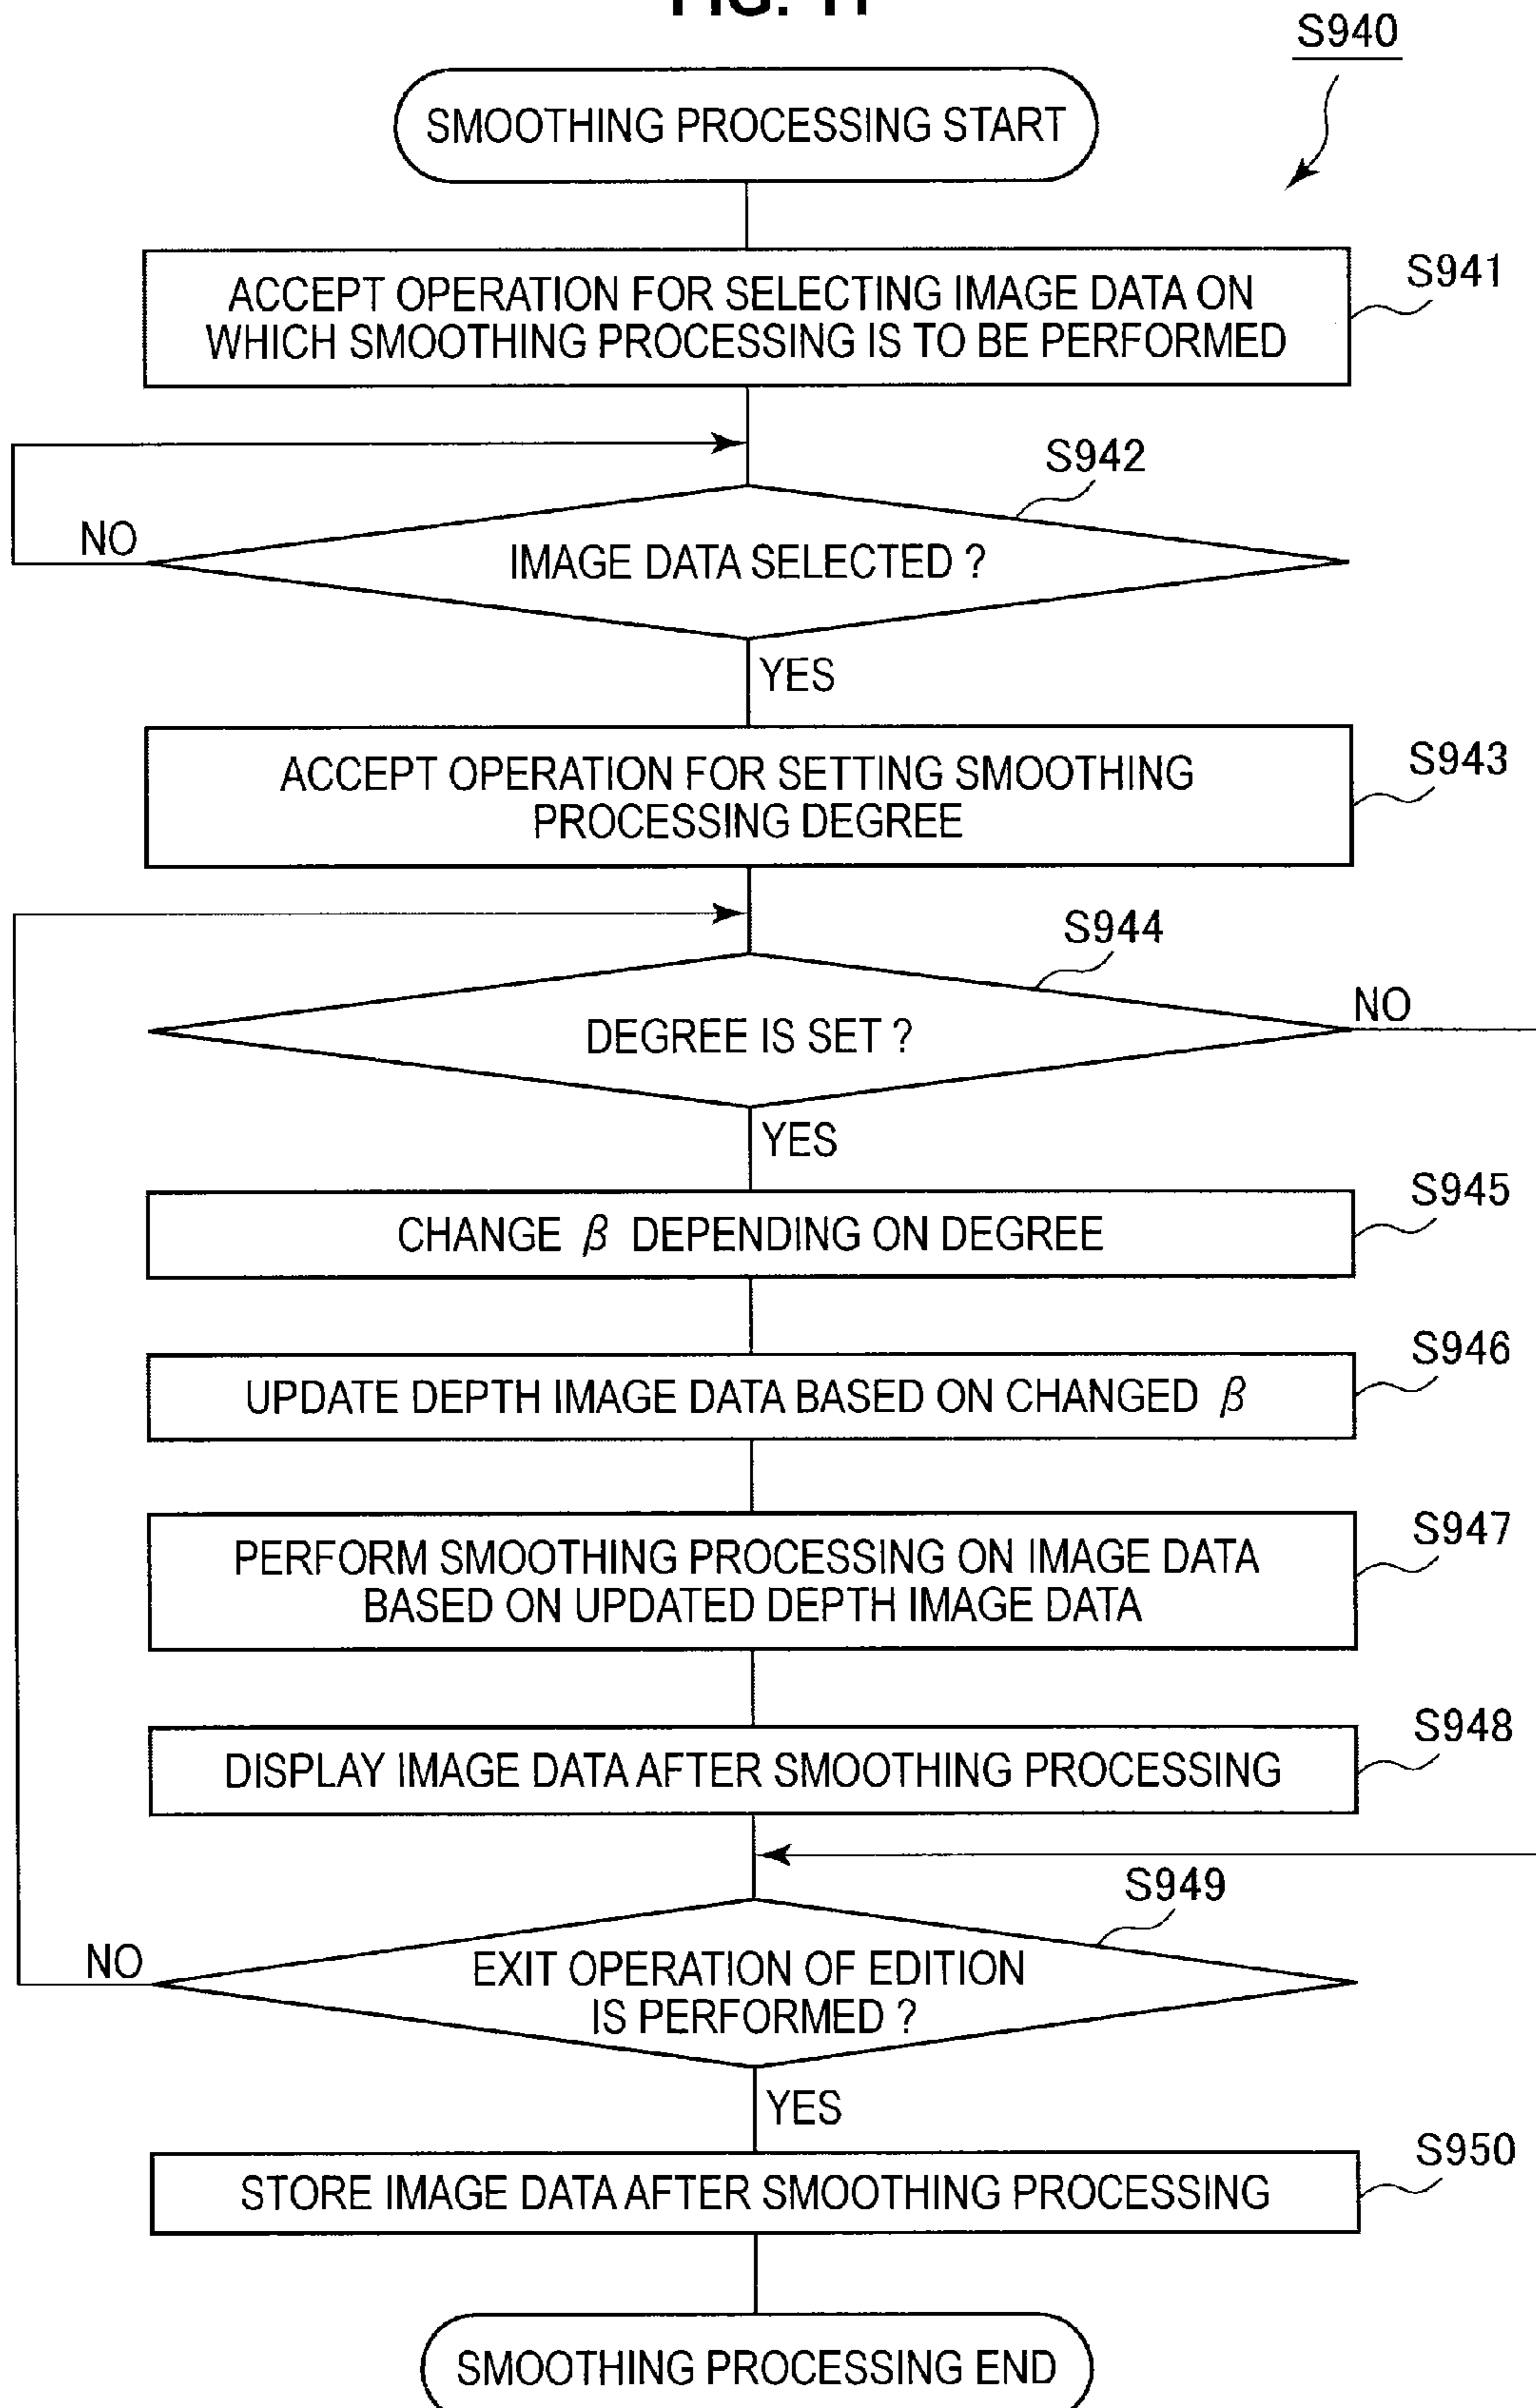 FIG. 11
S940
SMOOTHING PROCESSING START
S941
ACCEPT OPERATION FOR SELECTING IMAGE DATA ON
WHICH SMOOTHING PROCESSING IS TO BE PERFORMED
S942
NO
IMAGE DATA SELECTED ?
YES
S943
ACCEPT OPERATION FOR SETTING SMOOTHING
PROCESSING DEGREE
S944
NO
DEGREE IS SET ?
YES
S945
CHANGE β DEPENDING ON DEGREE
S946
UPDATE DEPTH IMAGE DATA BASED ON CHANGED β
S947
PERFORM SMOOTHING PROCESSING ON IMAGE DATA
BASED ON UPDATED DEPTH IMAGE DATA
S948
DISPLAY IMAGE DATA AFTER SMOOTHING PROCESSING
S949
NO
EXIT OPERATION OF EDITION
IS PERFORMED ?
YES
S950
STORE IMAGE DATA AFTER SMOOTHING PROCESSING
SMOOTHING PROCESSING END